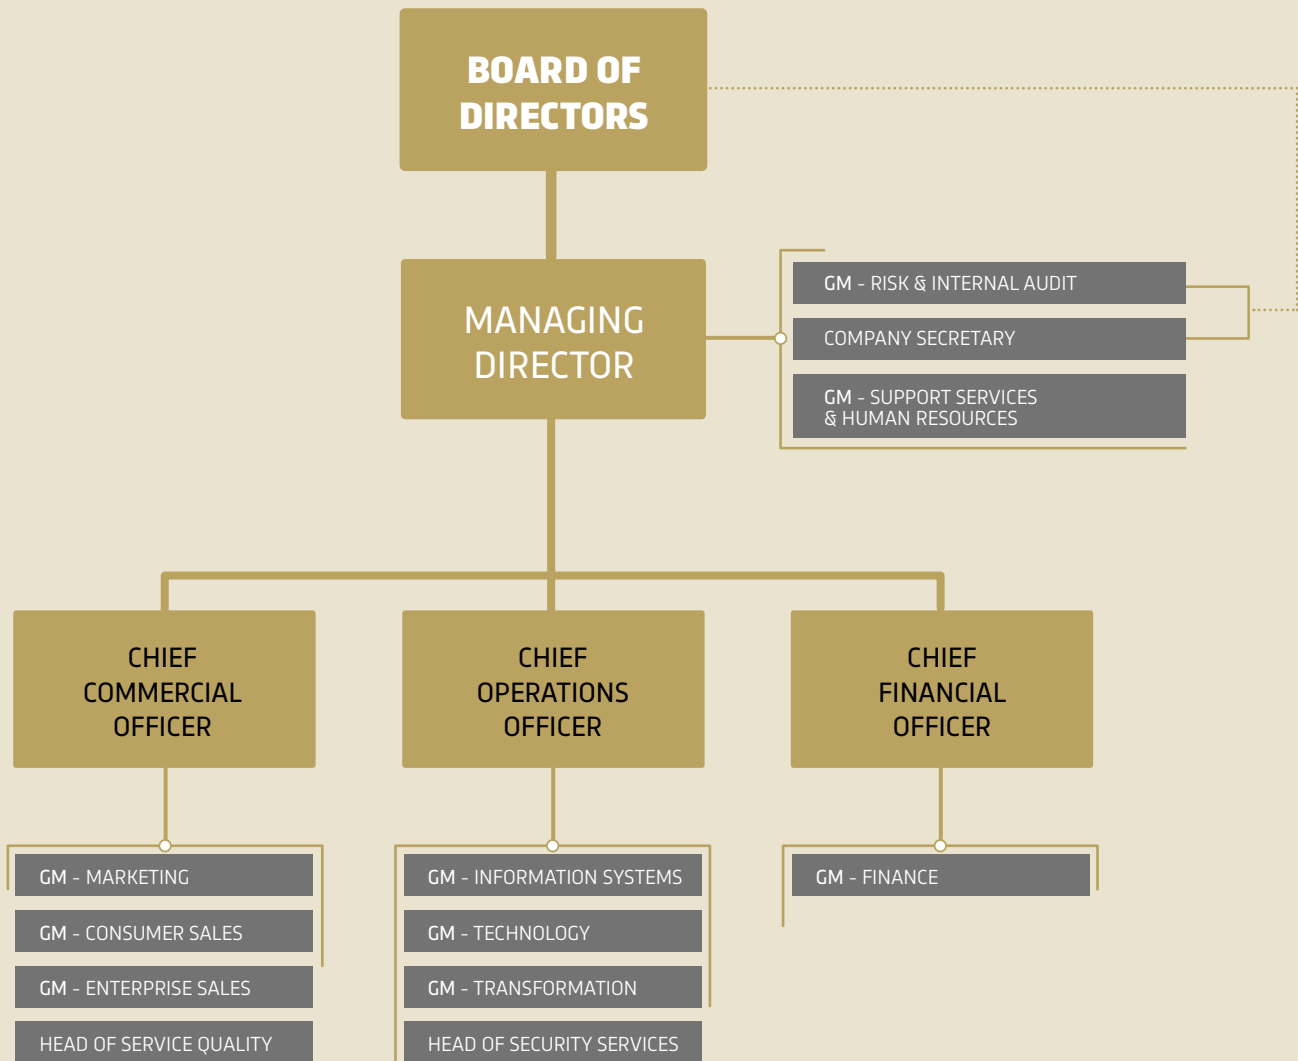 BOARD OF
DIRECTORS
MANAGING
DIRECTOR
GM - RISK & INTERNAL AUDIT
COMPANY SECRETARY
GM - SUPPORT SERVICES
& HUMAN RESOURCES
CHIEF
COMMERCIAL
OFFICER
CHIEF
OPERATIONS
OFFICER
CHIEF
FINANCIAL
OFFICER
GM - MARKETING
GM - CONSUMER SALES
GM - ENTERPRISE SALES
HEAD OF SERVICE QUALITY
GM - INFORMATION SYSTEMS
GM - TECHNOLOGY
GM - TRANSFORMATION
HEAD OF SECURITY SERVICES
GM - FINANCE